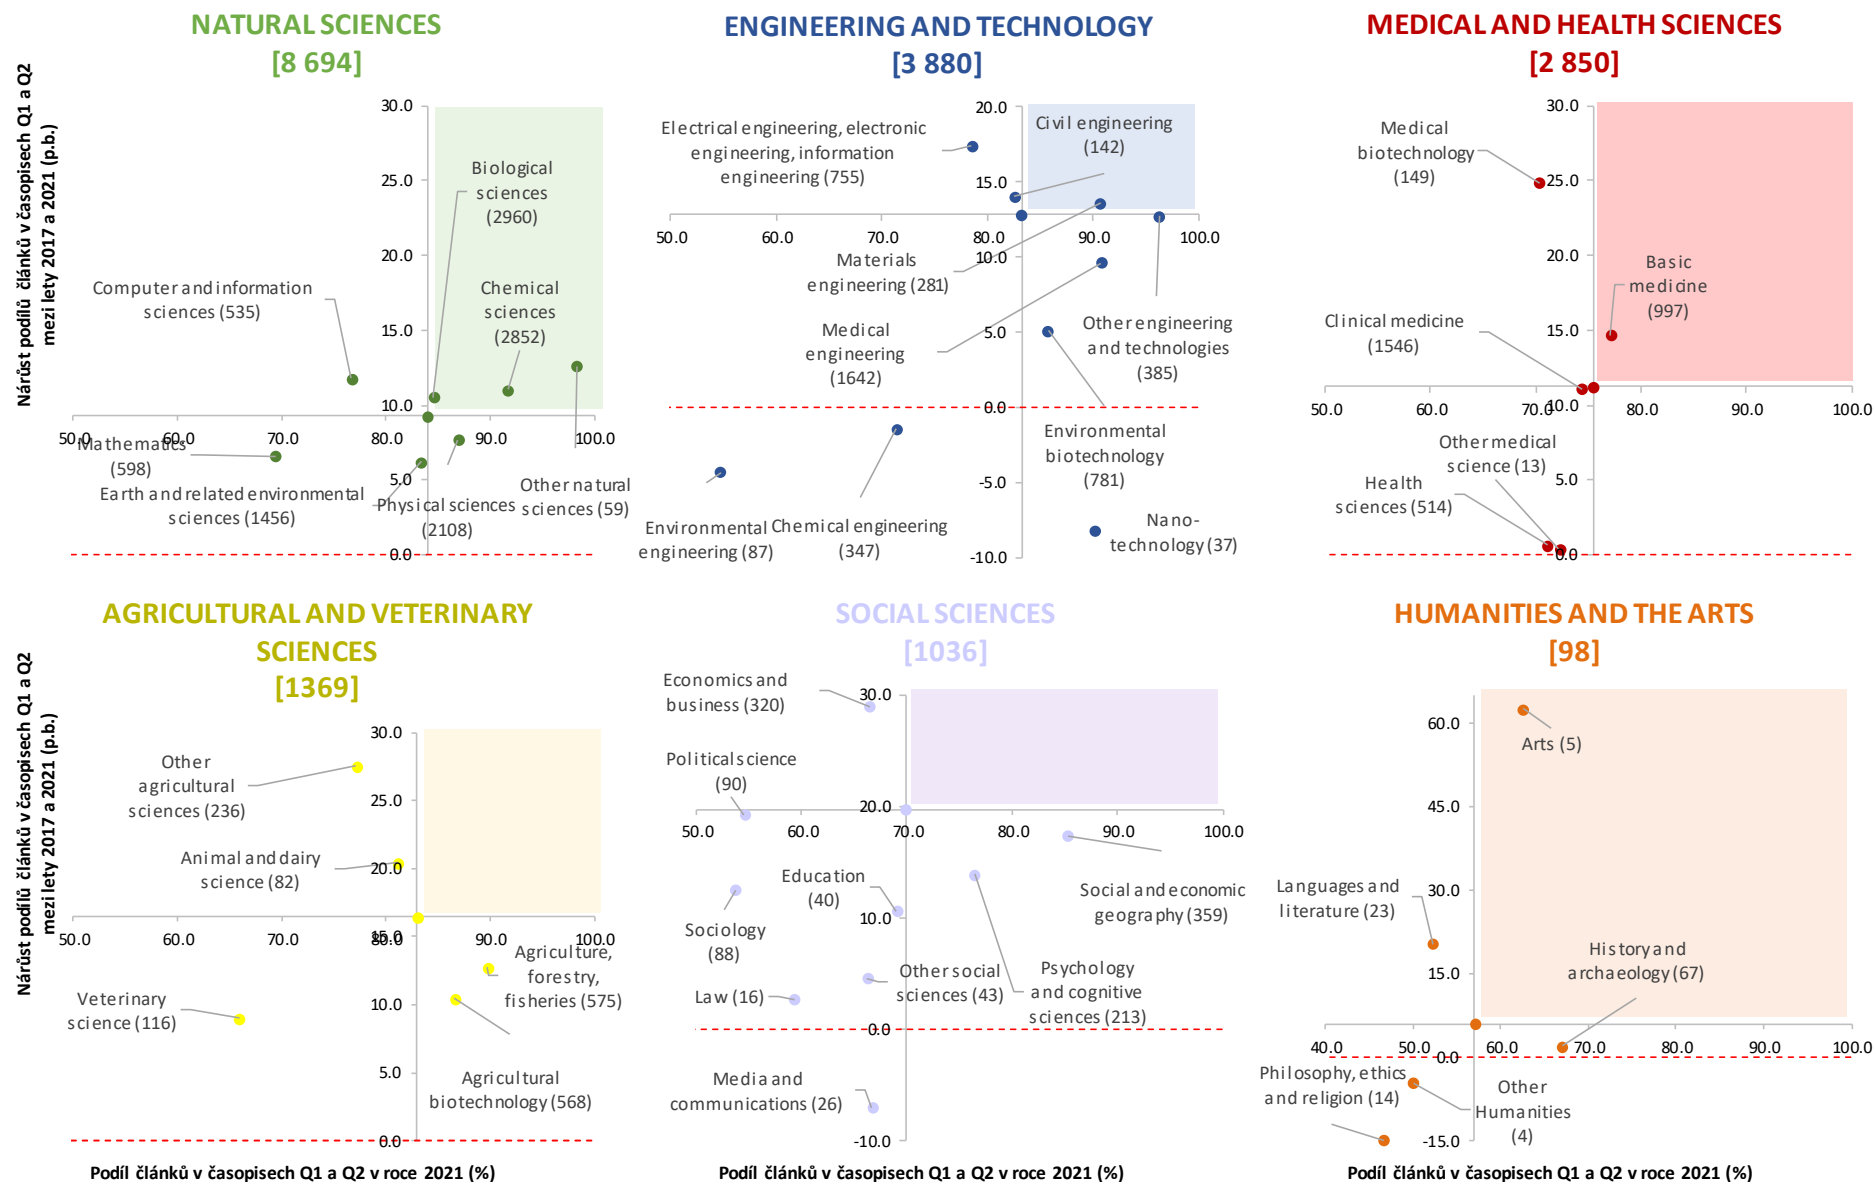 NATURAL SCIENCES
[8 694]
Nárůst podílů článků v časopisech Q1 a Q2
mezi lety 2017 a 2021 (p.b.)
30.0
25.0
20.0
15.0
10.0
5.0
0.0
50.0
60.0
70.0
80.0
90.0
100.0
Biological
sciences
(2960)
Computer and information
sciences (535)
Chemical
sciences
(2852)
Mathematics
(598)
Earth and related environmental
sciences (1456)
Physical sciences
(2108)
Other natural
sciences (59)
ENGINEERING AND TECHNOLOGY
[3 880]
20.0
15.0
10.0
5.0
0.0
-5.0
-10.0
50.0
60.0
70.0
80.0
90.0
100.0
Electrical engineering, electronic
engineering, information
engineering (755)
Civil engineering
(142)
Materials
engineering (281)
Medical
engineering
(1642)
Other engineering
and technologies
(385)
Environmental
biotechnology
(781)
Environmental
engineering (87)
Chemical engineering
(347)
Nano-
technology (37)
MEDICAL AND HEALTH SCIENCES
[2 850]
30.0
25.0
20.0
15.0
10.0
5.0
0.0
50.0
60.0
70.0
80.0
90.0
100.0
Medical
biotechnology
(149)
Basic
medicine
(997)
Clinical medicine
(1546)
Other medical
science (13)
Health
sciences (514)
AGRICULTURAL AND VETERINARY
SCIENCES
[1369]
Nárůst podílů článků v časopisech Q1 a Q2
mezi lety 2017 a 2021 (p.b.)
30.0
25.0
20.0
15.0
10.0
5.0
0.0
50.0
60.0
70.0
80.0
90.0
100.0
Other
agricultural
sciences (236)
Animal and dairy
science (82)
Agriculture,
forestry,
fisheries (575)
Veterinary
science (116)
Agricultural
biotechnology (568)
Podíl článků v časopisech Q1 a Q2 v roce 2021 (%)
SOCIAL SCIENCES
[1036]
30.0
20.0
10.0
0.0
-10.0
50.0
60.0
70.0
80.0
90.0
100.0
Economics and
business (320)
Political science
(90)
Education
(40)
Social and economic
geography (359)
Sociology
(88)
Other social
sciences (43)
Psychology
and cognitive
sciences (213)
Law (16)
Media and
communications (26)
Podíl článků v časopisech Q1 a Q2 v roce 2021 (%)
HUMANITIES AND THE ARTS
[98]
60.0
45.0
30.0
15.0
0.0
-15.0
40.0
50.0
60.0
70.0
80.0
90.0
100.0
Arts (5)
Languages and
literature (23)
History and
archaeology (67)
Philosophy, ethics
and religion (14)
Other
Humanities
(4)
Podíl článků v časopisech Q1 a Q2 v roce 2021 (%)